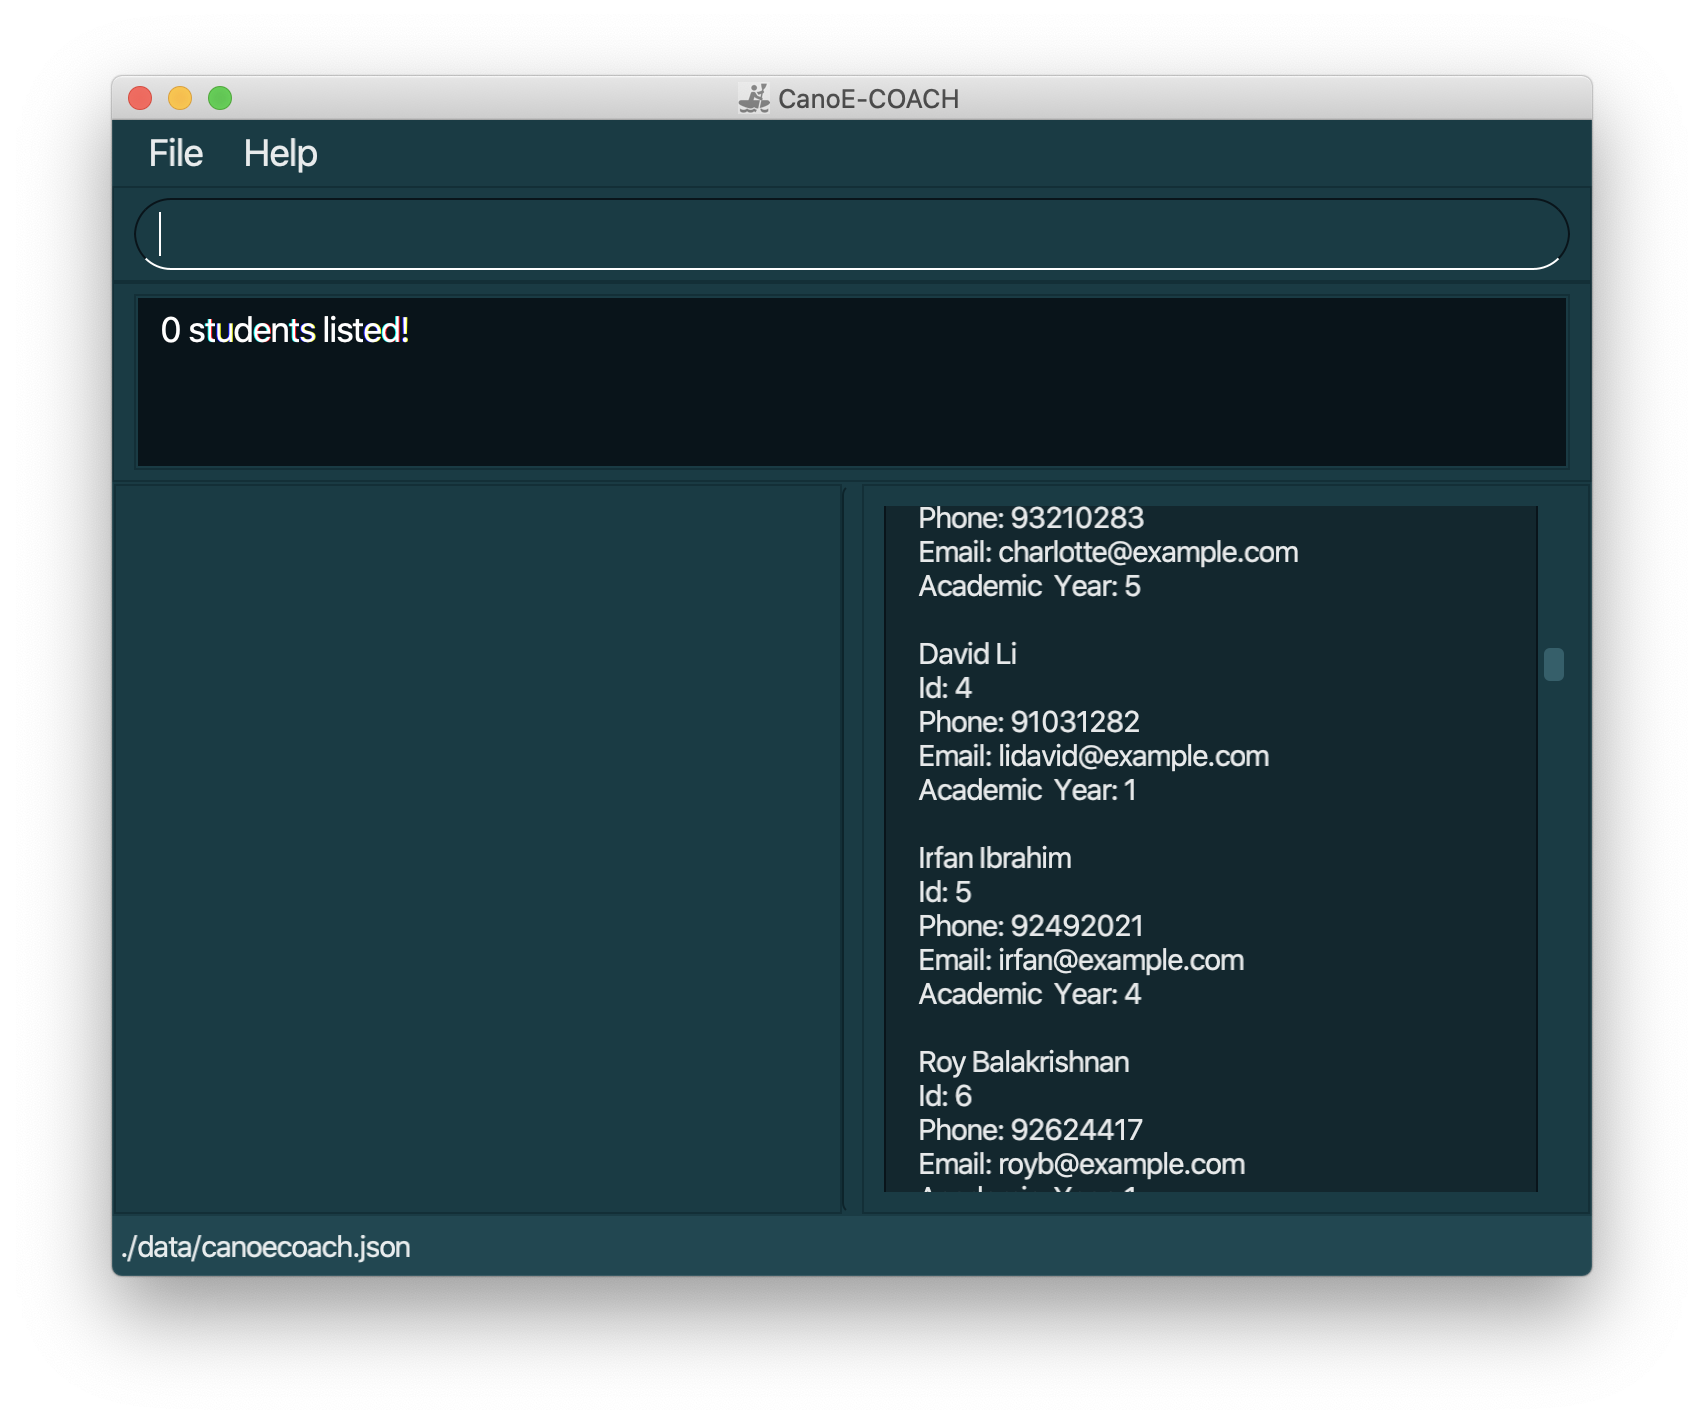 CanoE-COACH
File Help
0 students listed!
Phone: 93210283
Email: charlotte@example.com
Academic Year: 5
David Li
Id: 4
Phone: 91031282
Email: lidavid@example.com
Academic Year: 1
Irfan Ibrahim
Id: 5
Phone: 92492021
Email: irfan@example.com
Academic Year: 4
Roy Balakrishnan
Id: 6
Phone: 92624417
Email: royb@example.com
./data/canoecoach.json